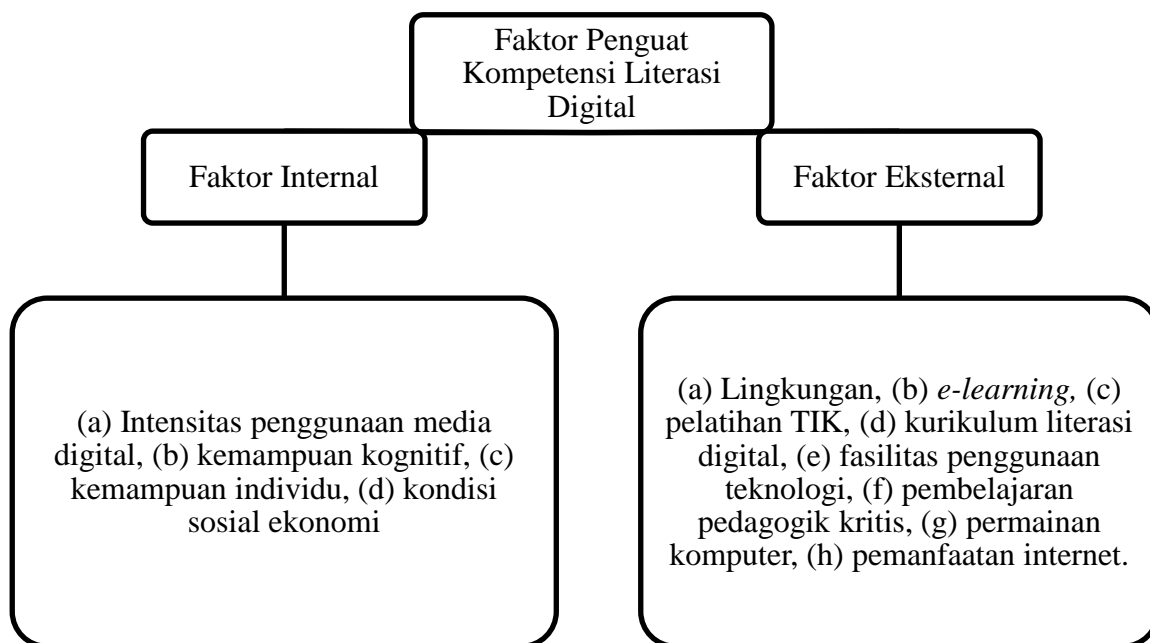 Faktor Penguat
Kompetensi Literasi
Digital
Faktor Internal
Faktor Eksternal
(a) Intensitas penggunaan media
digital, (b) kemampuan kognitif, (c)
kemampuan individu, (d) kondisi
sosial ekonomi
(a) Lingkungan, (b) e-learning, (c)
pelatihan TIK, (d) kurikulum literasi
digital, (e) fasilitas penggunaan
teknologi, (f) pembelajaran
pedagogik kritis, (g) permainan
komputer, (h) pemanfaatan internet.